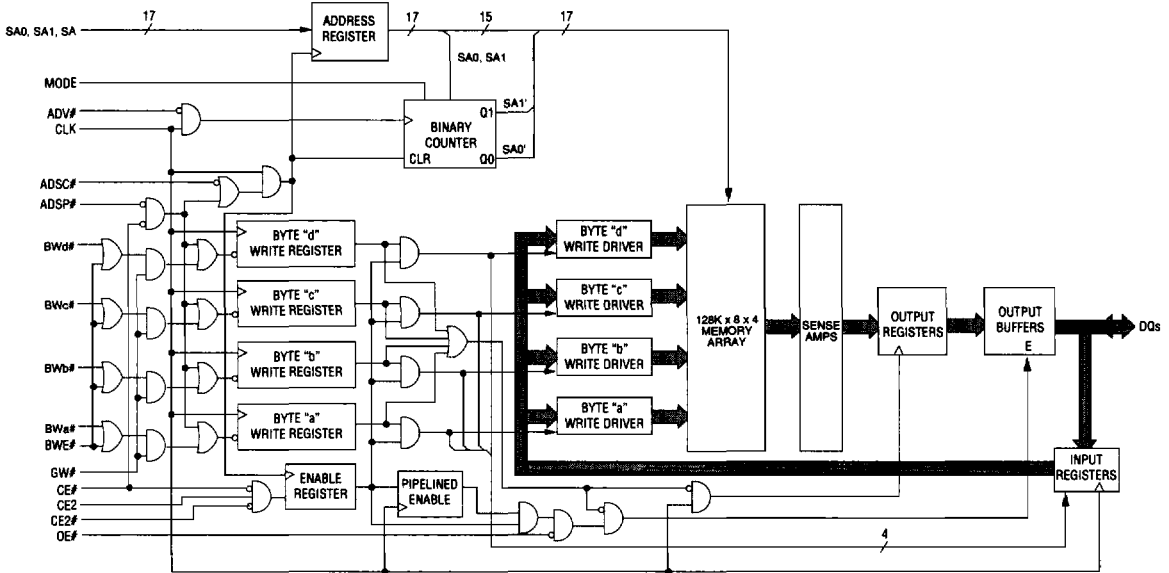 17
ADDRESS
REGISTER
17
15
17
SA0, SA1, SA
SA0, SA1
MODE
ADV#
CLK
BINARY
COUNTER
CLR
Q1
Q0
SA1'
SA0'
ADSC#
ADSP#
BWd#
BYTE "d"
WRITE REGISTER
BYTE "d"
WRITE DRIVER
BWc#
BYTE "c"
WRITE REGISTER
BYTE "c"
WRITE DRIVER
128K x 8 x 4
MEMORY
ARRAY
SENSE
AMPS
OUTPUT
REGISTERS
OUTPUT
BUFFERS
E
DQs
BWb#
BYTE "b"
WRITE REGISTER
BYTE "b"
WRITE DRIVER
BWa#
BWE#
BYTE "a"
WRITE REGISTER
BYTE "a"
WRITE DRIVER
GW#
CE#
CE2
CE2#
OE#
ENABLE
REGISTER
PIPELINED
ENABLE
INPUT
REGISTERS
4